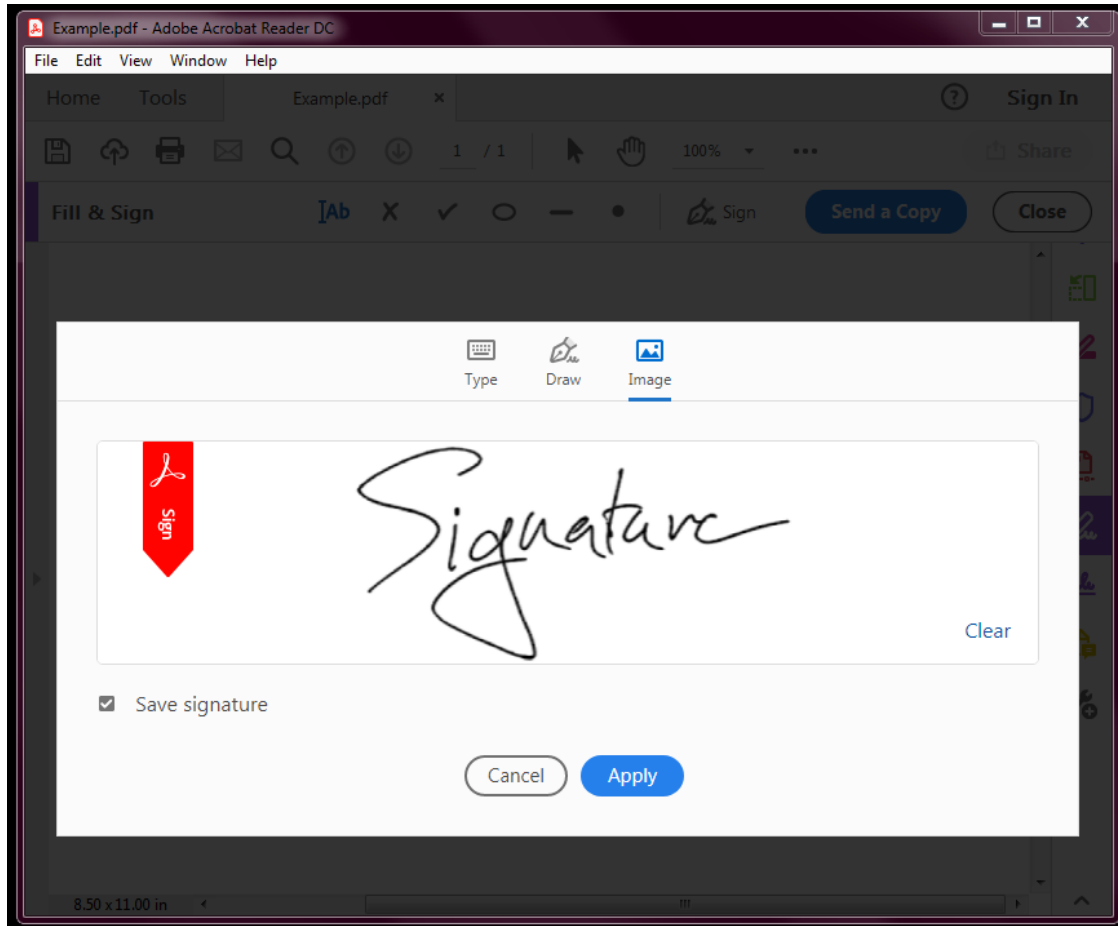 Example.pdf - Adobe Acrobat Reader DC
File Edit View Window Help
Home Tools Example.pdf × ? Sign In
1 / 1 100% Share
Fill & Sign Ab Sign Send a Copy Close
Type Draw Image
Sign
Signature
Clear
Save signature
Cancel Apply
8.50 x 11.00 in